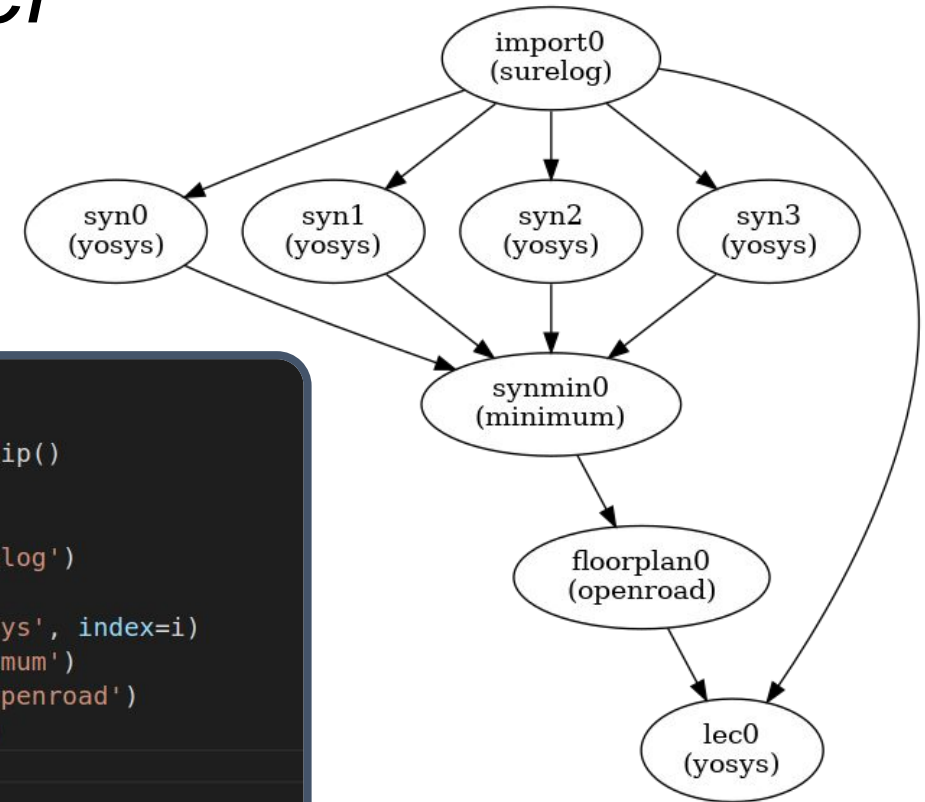 import0
(surelog)
syn0
(yosys)
syn1
(yosys)
syn2
(yosys)
syn3
(yosys)
synmin0
(minimum)
floorplan0
(openroad)
lec0
(yosys)
ip()
log')
ys', index=i)
mum')
penroad')